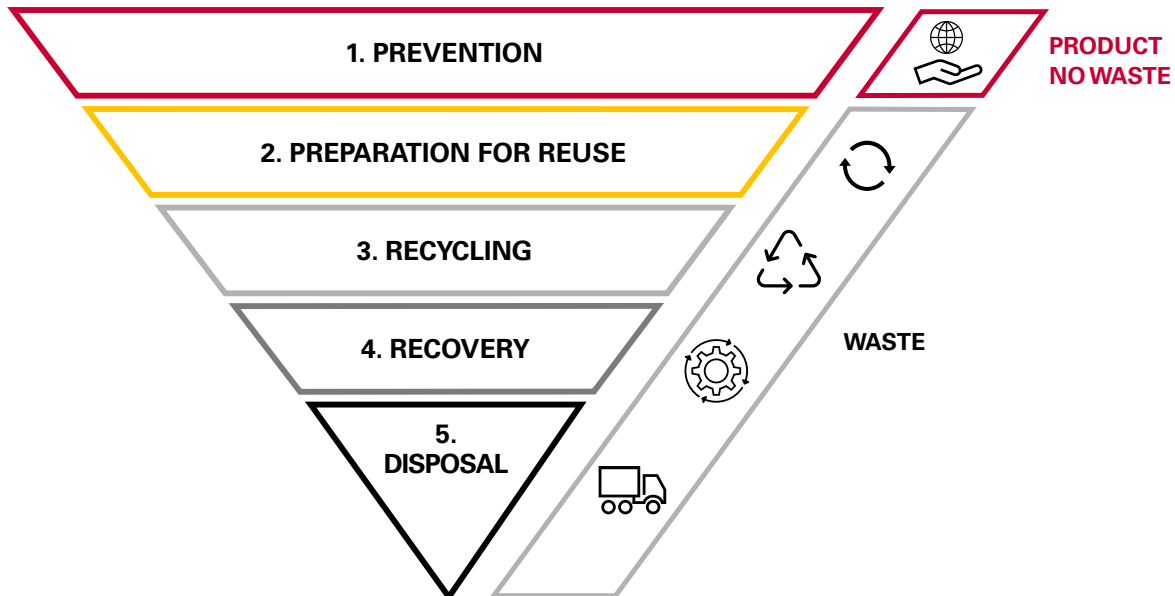 1. PREVENTION
PRODUCT
NO WASTE
2. PREPARATION FOR REUSE
3. RECYCLING
4. RECOVERY
WASTE
5.
DISPOSAL